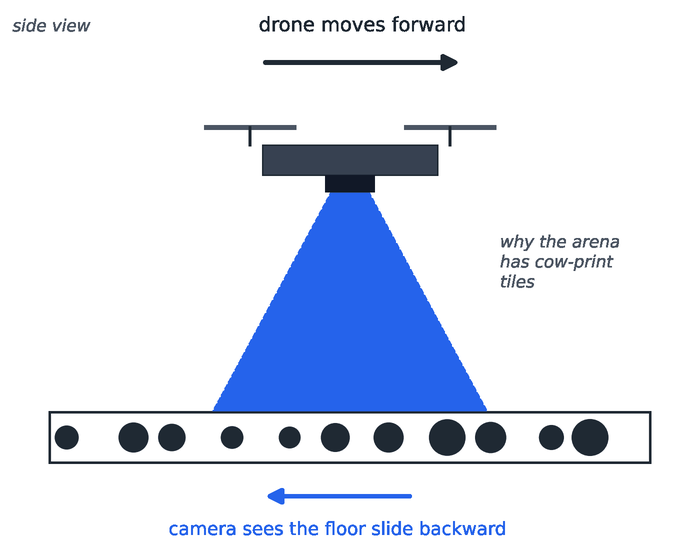 side view
drone moves forward
why the arena
has cow-print
tiles
camera sees the floor slide backward